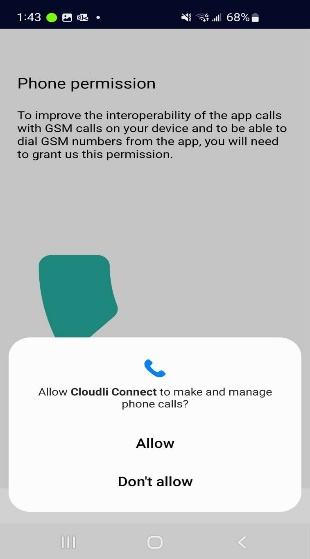 1:43 68%
Phone permission
To improve the interoperability of the app calls
with GSM calls on your device and to be able to
dial GSM numbers from the app, you will need
to grant us this permission.
Allow Cloudli Connect to make and manage
phone calls?
Allow
Don't allow